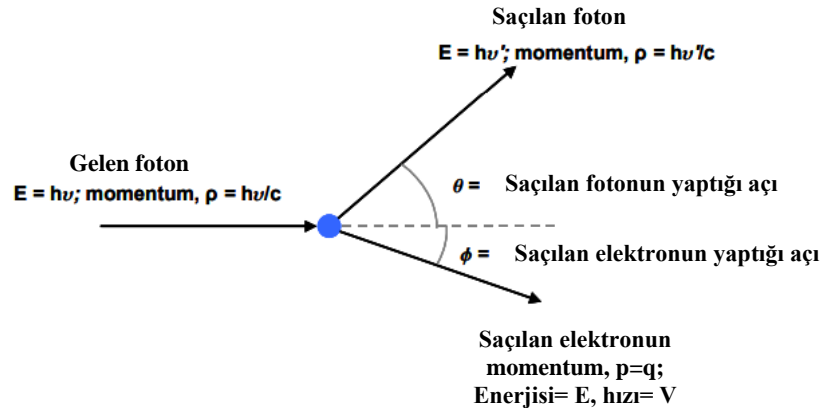 Saçılan foton
E = hυ'; momentum, ρ = hυ'/c
Gelen foton
E = hυ; momentum, ρ = hυ/c
θ = Saçılan fotonun yaptığı açı
ϕ = Saçılan elektronun yaptığı açı
Saçılan elektronun
momentum, p=q;
Enerjisi= E, hızı= V